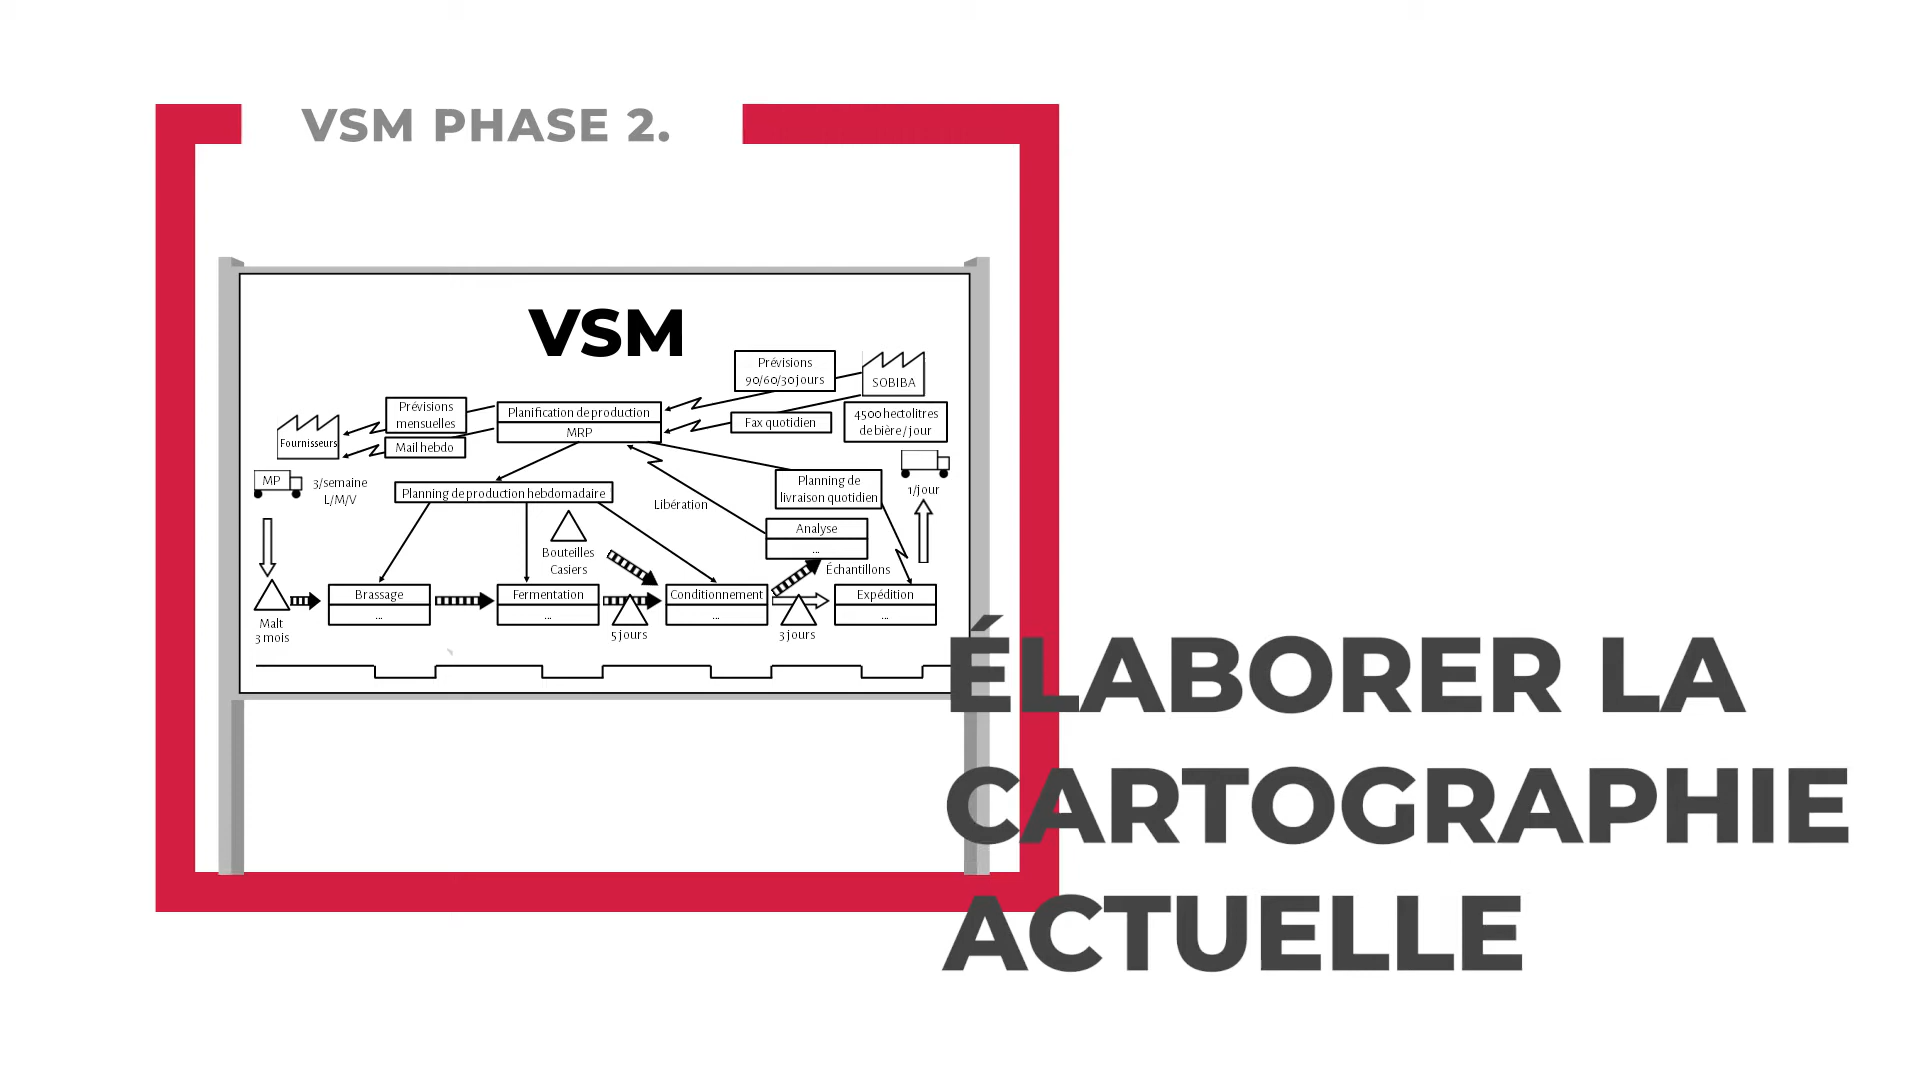 VSM PHASE 2.
VSM
Prévisions
90/60/30 jours
SOBIBA
Prévisions
mensuelles
Planification de production
MRP
Fax quotidien
4500 hectolitres
de bière / jour
Fournisseurs
Mail hebdo
MP
3/semaine
L/M/V
Planning de production hebdomadaire
Libération
Planning de
livraison quotidien
1/jour
Analyse
...
Bouteilles
Casiers
Échantillons
Brassage
...
Fermentation
...
Conditionnement
...
Expédition
...
Malt
3 mois
5 jours
3 jours
ÉLABORER LA
CARTOGRAPHIE
ACTUELLE